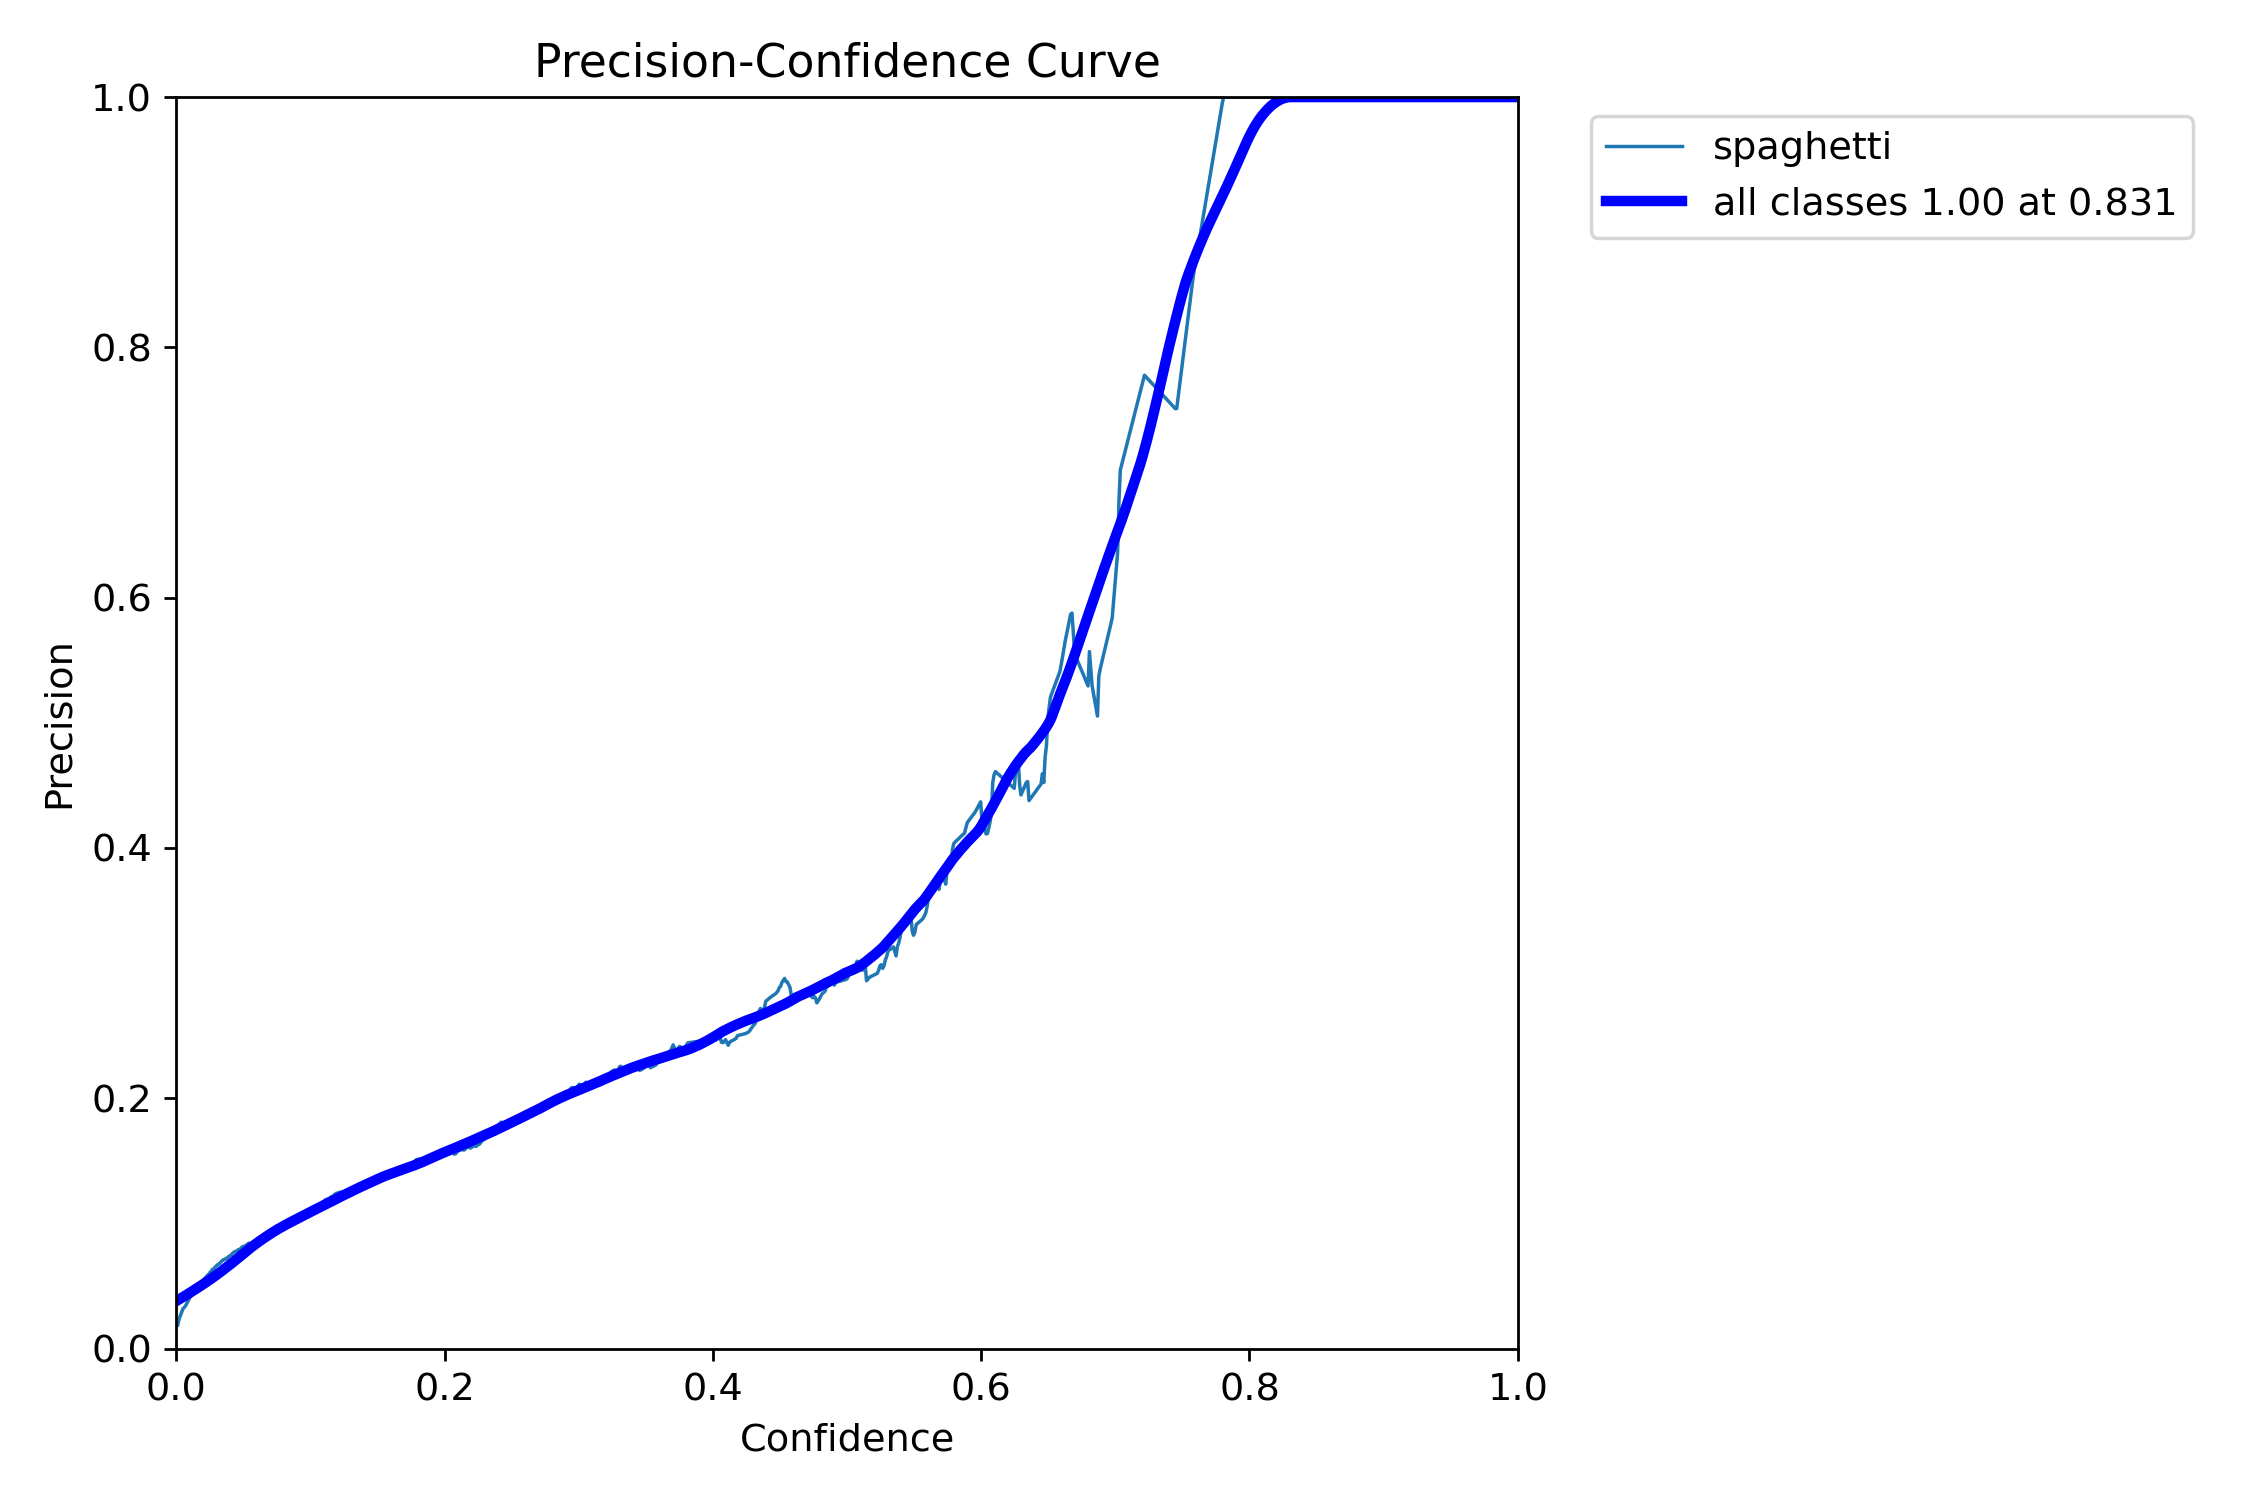 Precision-Confidence Curve
1.0
0.8
0.6
0.4
0.2
0.0
Precision
0.0 0.2 0.4 0.6 0.8 1.0
Confidence
spaghetti
all classes 1.00 at 0.831